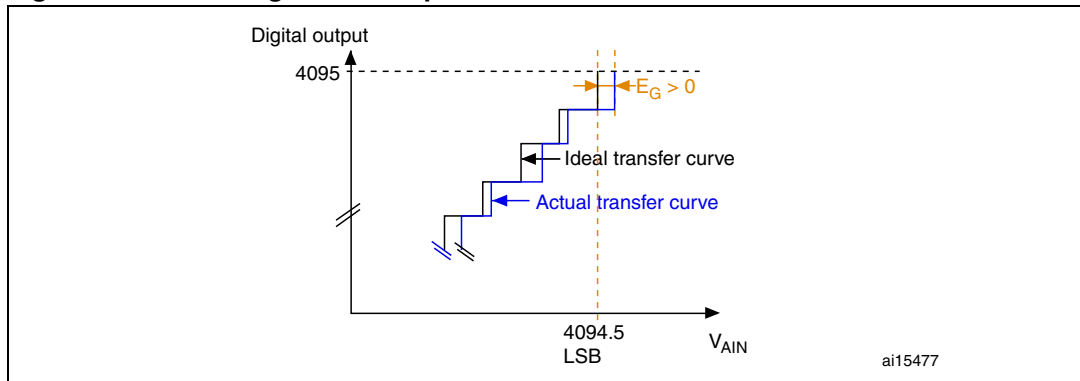 Digital output
4095
E_G > 0
Ideal transfer curve
Actual transfer curve
4094.5
LSB
V_AIN
ai15477